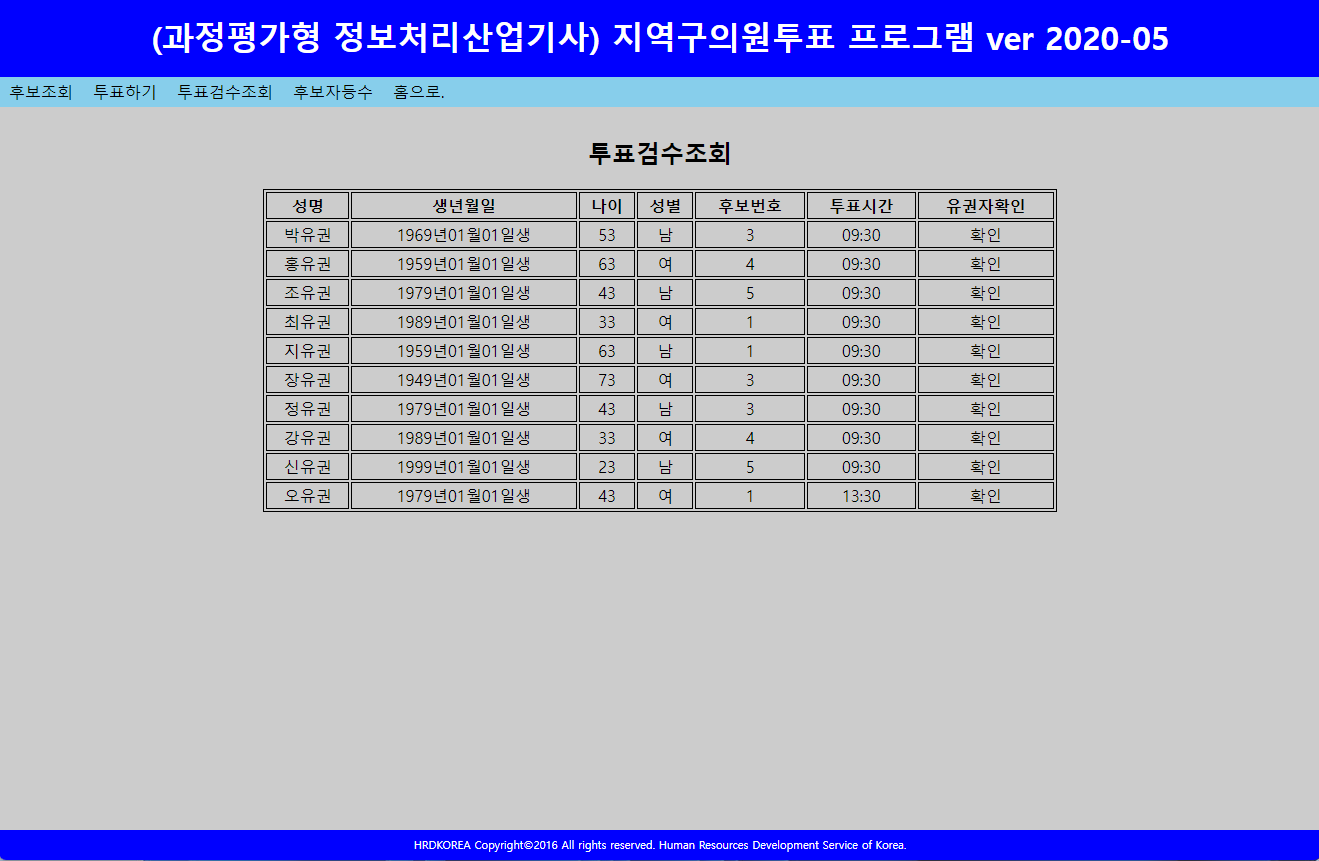 (과정평가형 정보처리산업기사) 지역구의원투표 프로그램 ver 2020-05
후보조회 투표하기 투표검수조회 후보자등수 홈으로.
투표검수조회
성명 생년월일 나이 성별 후보번호 투표시간 유권자확인
박유권 1969년01월01일생 53 남 3 09:30 확인
홍유권 1959년01월01일생 63 여 4 09:30 확인
조유권 1979년01월01일생 43 남 5 09:30 확인
최유권 1989년01월01일생 33 여 1 09:30 확인
지유권 1959년01월01일생 63 남 1 09:30 확인
장유권 1949년01월01일생 73 여 3 09:30 확인
정유권 1979년01월01일생 43 남 3 09:30 확인
강유권 1989년01월01일생 33 여 4 09:30 확인
신유권 1999년01월01일생 23 남 5 09:30 확인
오유권 1979년01월01일생 43 여 1 13:30 확인
HRDKOREA Copyright©2016 All rights reserved. Human Resources Development Service of Korea.